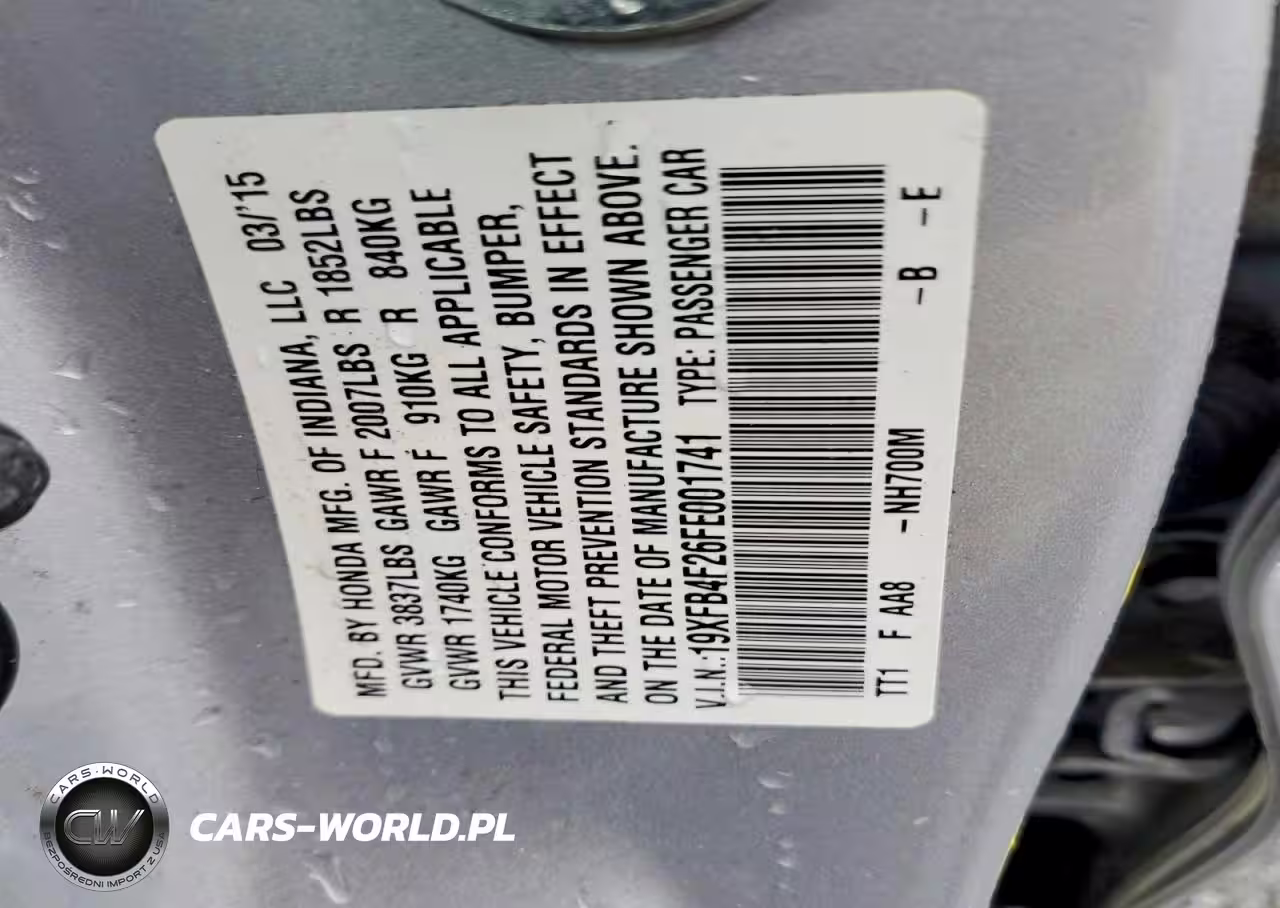 MFD. BY HONDA MFG. OF INDIANA, LLC 03/'15
GVWR 3837LBS GAWR F 2007LBS R 1852LBS
GVWR 1740KG GAWR F 910KG R 840KG
THIS VEHICLE CONFORMS TO ALL APPLICABLE
FEDERAL MOTOR VEHICLE SAFETY, BUMPER,
AND THEFT PREVENTION STANDARDS IN EFFECT
ON THE DATE OF MANUFACTURE SHOWN ABOVE.
V.I.N.:19XFB4F26FE001741 TYPE: PASSENGER CAR
TT1 F AA8 -NH700M -B -E
CARS-WORLD
CW
BEZPOŚREDNI IMPORT Z USA
CARS-WORLD.PL